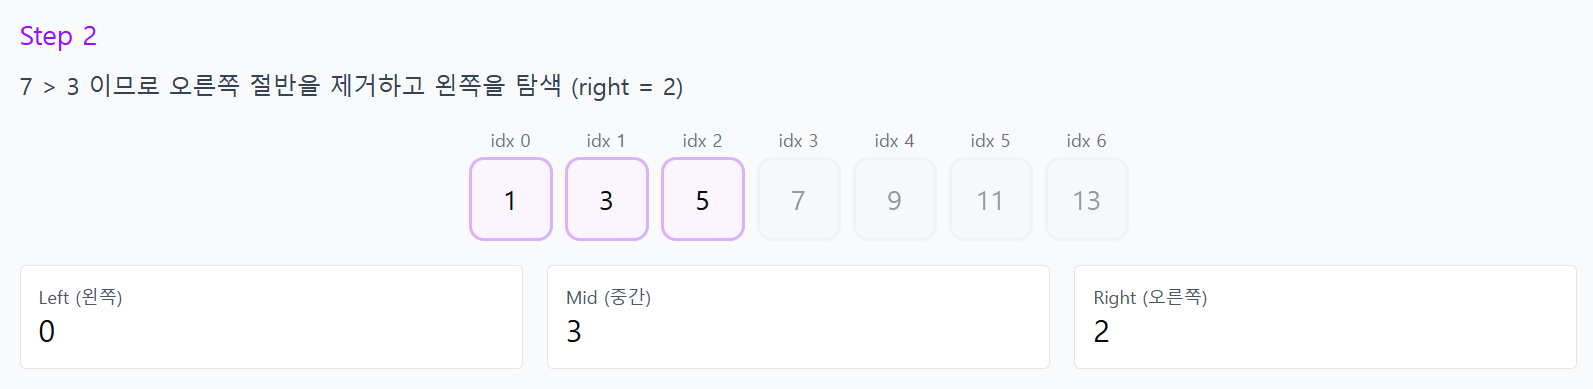 Step 2
7 > 3 이므로 오른쪽 절반을 제거하고 왼쪽을 탐색 (right = 2)
idx 0 idx 1 idx 2 idx 3 idx 4 idx 5 idx 6
1 3 5 7 9 11 13
Left (왼쪽) Mid (중간) Right (오른쪽)
0 3 2